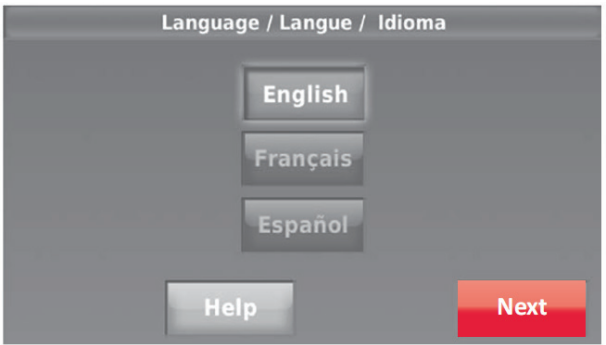 Language / Langue / Idioma
English
Français
Español
Help
Next